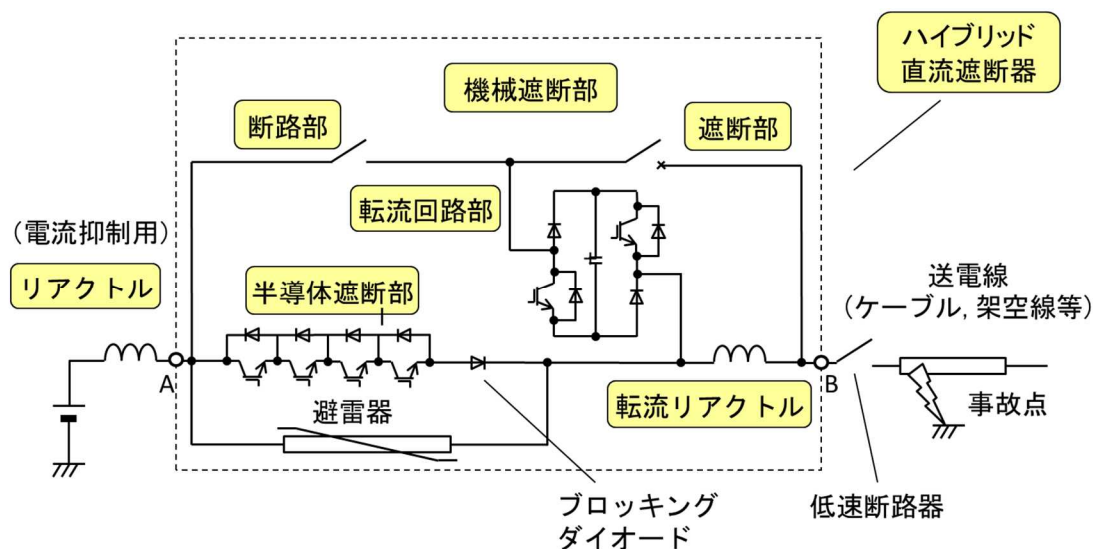 ハイブリッド
直流遮断器
機械遮断部
断路部
遮断部
転流回路部
(電流抑制用)
リアクトル
半導体遮断部
送電線
(ケーブル, 架空線等)
A
B
避雷器
転流リアクトル
事故点
ブロッキング
ダイオード
低速断路器